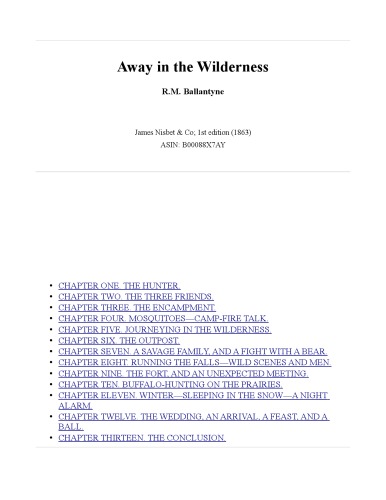 Away in the Wilderness
R.M. Ballantyne
James Nisbet & Co; 1st edition (1863)
ASIN: B00088X7AY
• CHAPTER ONE. THE HUNTER.
• CHAPTER TWO. THE THREE FRIENDS.
• CHAPTER THREE. THE ENCAMPMENT.
• CHAPTER FOUR. MOSQUITOES—CAMP-FIRE TALK.
• CHAPTER FIVE. JOURNEYING IN THE WILDERNESS.
• CHAPTER SIX. THE OUTPOST.
• CHAPTER SEVEN. A SAVAGE FAMILY, AND A FIGHT WITH A BEAR.
• CHAPTER EIGHT. RUNNING THE FALLS—WILD SCENES AND MEN.
• CHAPTER NINE. THE FORT, AND AN UNEXPECTED MEETING.
• CHAPTER TEN. BUFFALO-HUNTING ON THE PRAIRIES.
• CHAPTER ELEVEN. WINTER—SLEEPING IN THE SNOW—A NIGHT
ALARM.
• CHAPTER TWELVE. THE WEDDING, AN ARRIVAL, A FEAST, AND A
BALL.
• CHAPTER THIRTEEN. THE CONCLUSION.